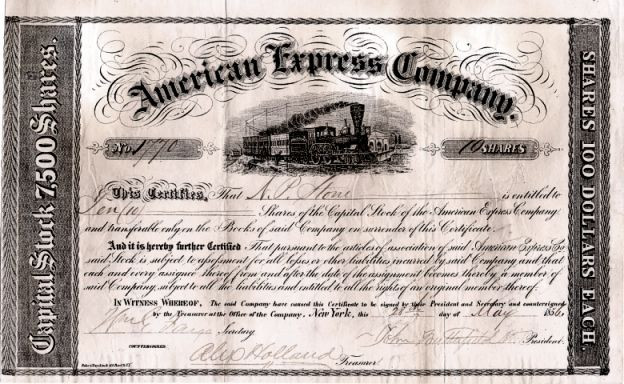 American Express Company.
Capital Stock 7,500 Shares.
SHARES 100 DOLLARS EACH.
No. 1770
10 SHARES
This Certifies, That N. P. Stone is entitled to
Ten (10) Shares of the Capital Stock of the American Express Company
and transferable only on the Books of said Company on surrender of this Certificate.
And it is hereby further Certified, That pursuant to the articles of association of said American Express Co
said Stock is subject to assessment for all losses or other liabilities incurred by said Company and that
each and every assignee thereof from and after the date of the assignment becomes thereby a member of
said Company, subject to all the liabilities and entitled to all the rights of an original member thereof.
IN WITNESS WHEREOF, The said Company have caused this Certificate to be signed by their President and Secretary and countersigned
by the Treasurer at the Office of the Company, New York, this 28th day of May 1856
Secretary
President.
COUNTERSIGNED
Alex Holland Treasurer